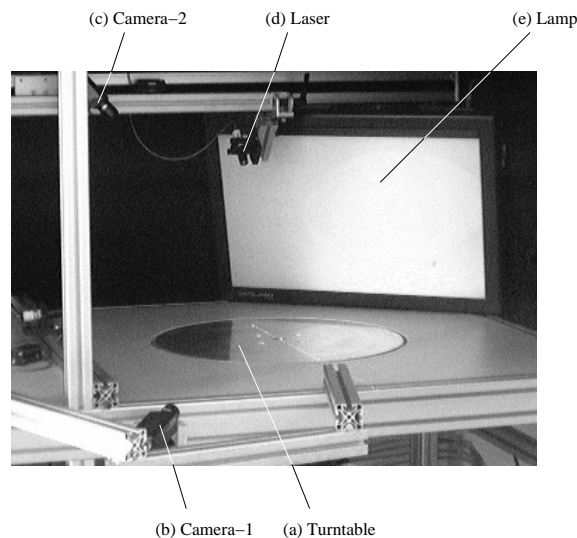 (c) Camera−2
(d) Laser
(e) Lamp
(b) Camera−1
(a) Turntable